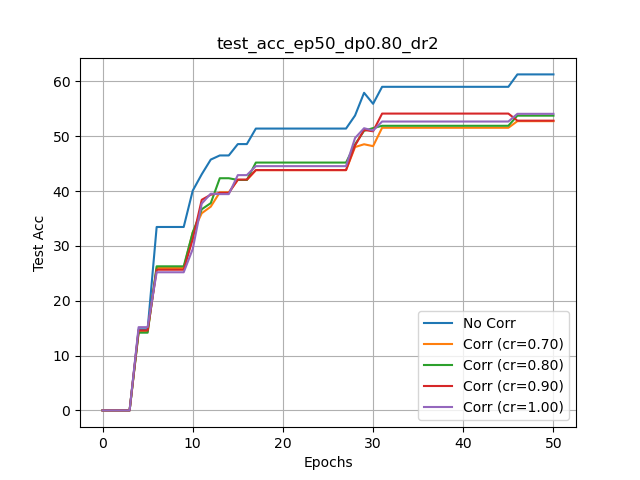 test_acc_ep50_dp0.80_dr2
60
50
40
30
20
10
0
Test Acc
No Corr
Corr (cr=0.70)
Corr (cr=0.80)
Corr (cr=0.90)
Corr (cr=1.00)
0 10 20 30 40 50
Epochs